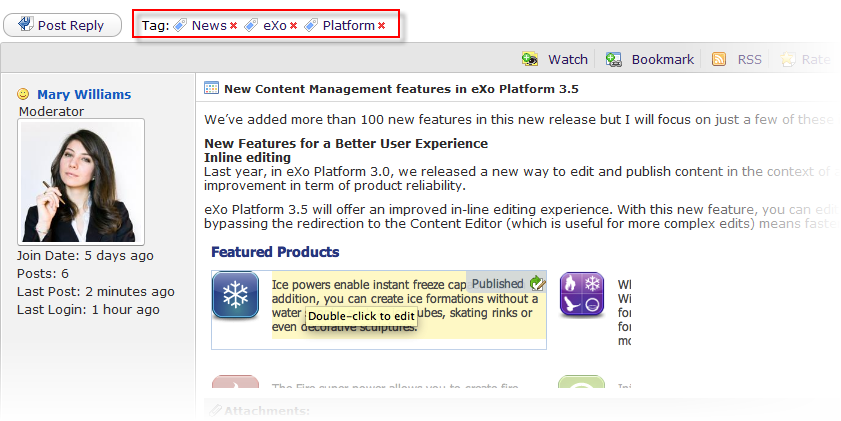 Post Reply
Tag: News eXo Platform
Watch Bookmark RSS Rate
Mary Williams
Moderator
Join Date: 5 days ago
Posts: 6
Last Post: 2 minutes ago
Last Login: 1 hour ago
New Content Management features in eXo Platform 3.5
We've added more than 100 new features in this new release but I will focus on just a few of these
New Features for a Better User Experience
Inline editing
Last year, in eXo Platform 3.0, we released a new way to edit and publish content in the context of
improvement in term of product reliability.
eXo Platform 3.5 will offer an improved in-line editing experience. With this new feature, you can edi
bypassing the redirection to the Content Editor (which is useful for more complex edits) means faste
Featured Products
Published
Ice powers enable instant freeze cap
addition, you can create ice formations without a
water ubes, skating rinks or
even decorative sculptures.
Double-click to edit
Wh
Wi
for
for
mo
The Fire super power allows you to create fire
Attachments: